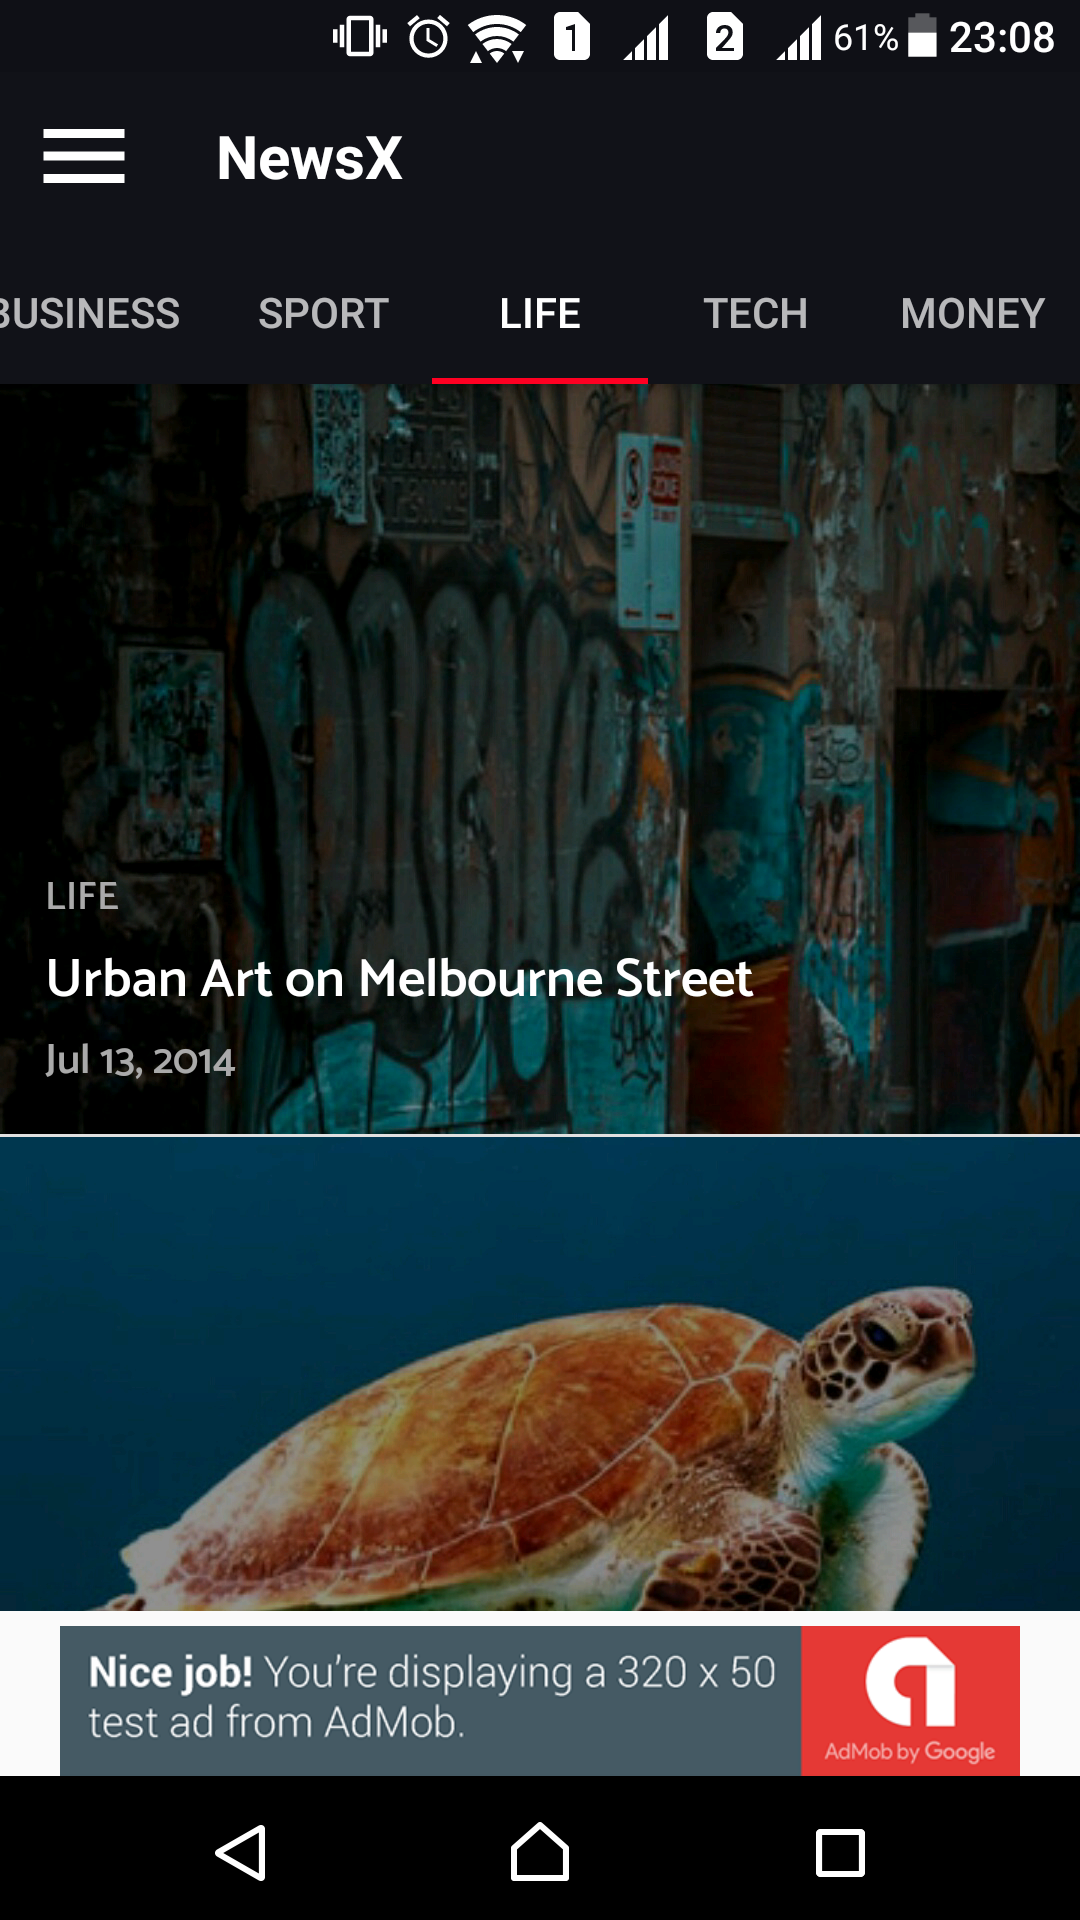 1 2 61% 23:08
NewsX
BUSINESS SPORT LIFE TECH MONEY
LIFE
Urban Art on Melbourne Street
Jul 13, 2014
Nice job! You're displaying a 320 x 50
test ad from AdMob.
AdMob by Google